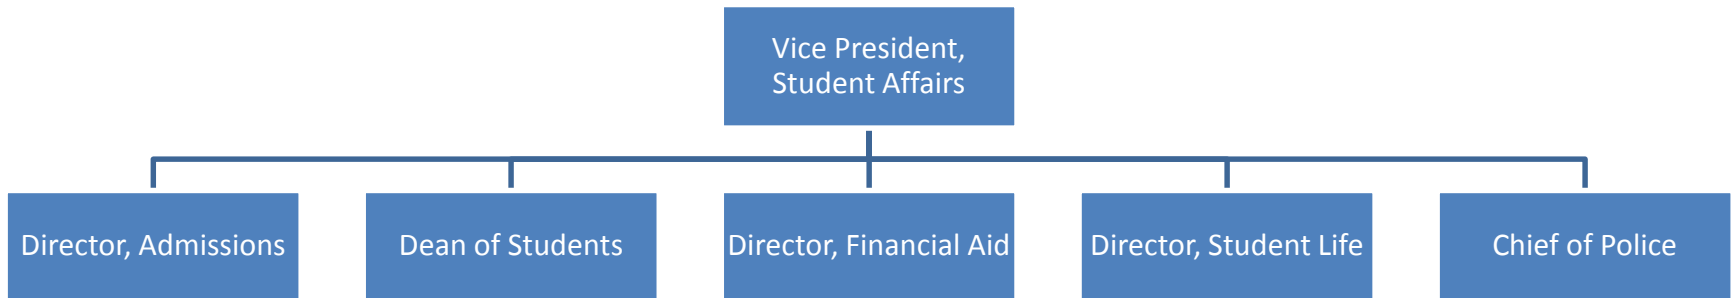 Vice President,
Student Affairs
Director, Admissions
Dean of Students
Director, Financial Aid
Director, Student Life
Chief of Police